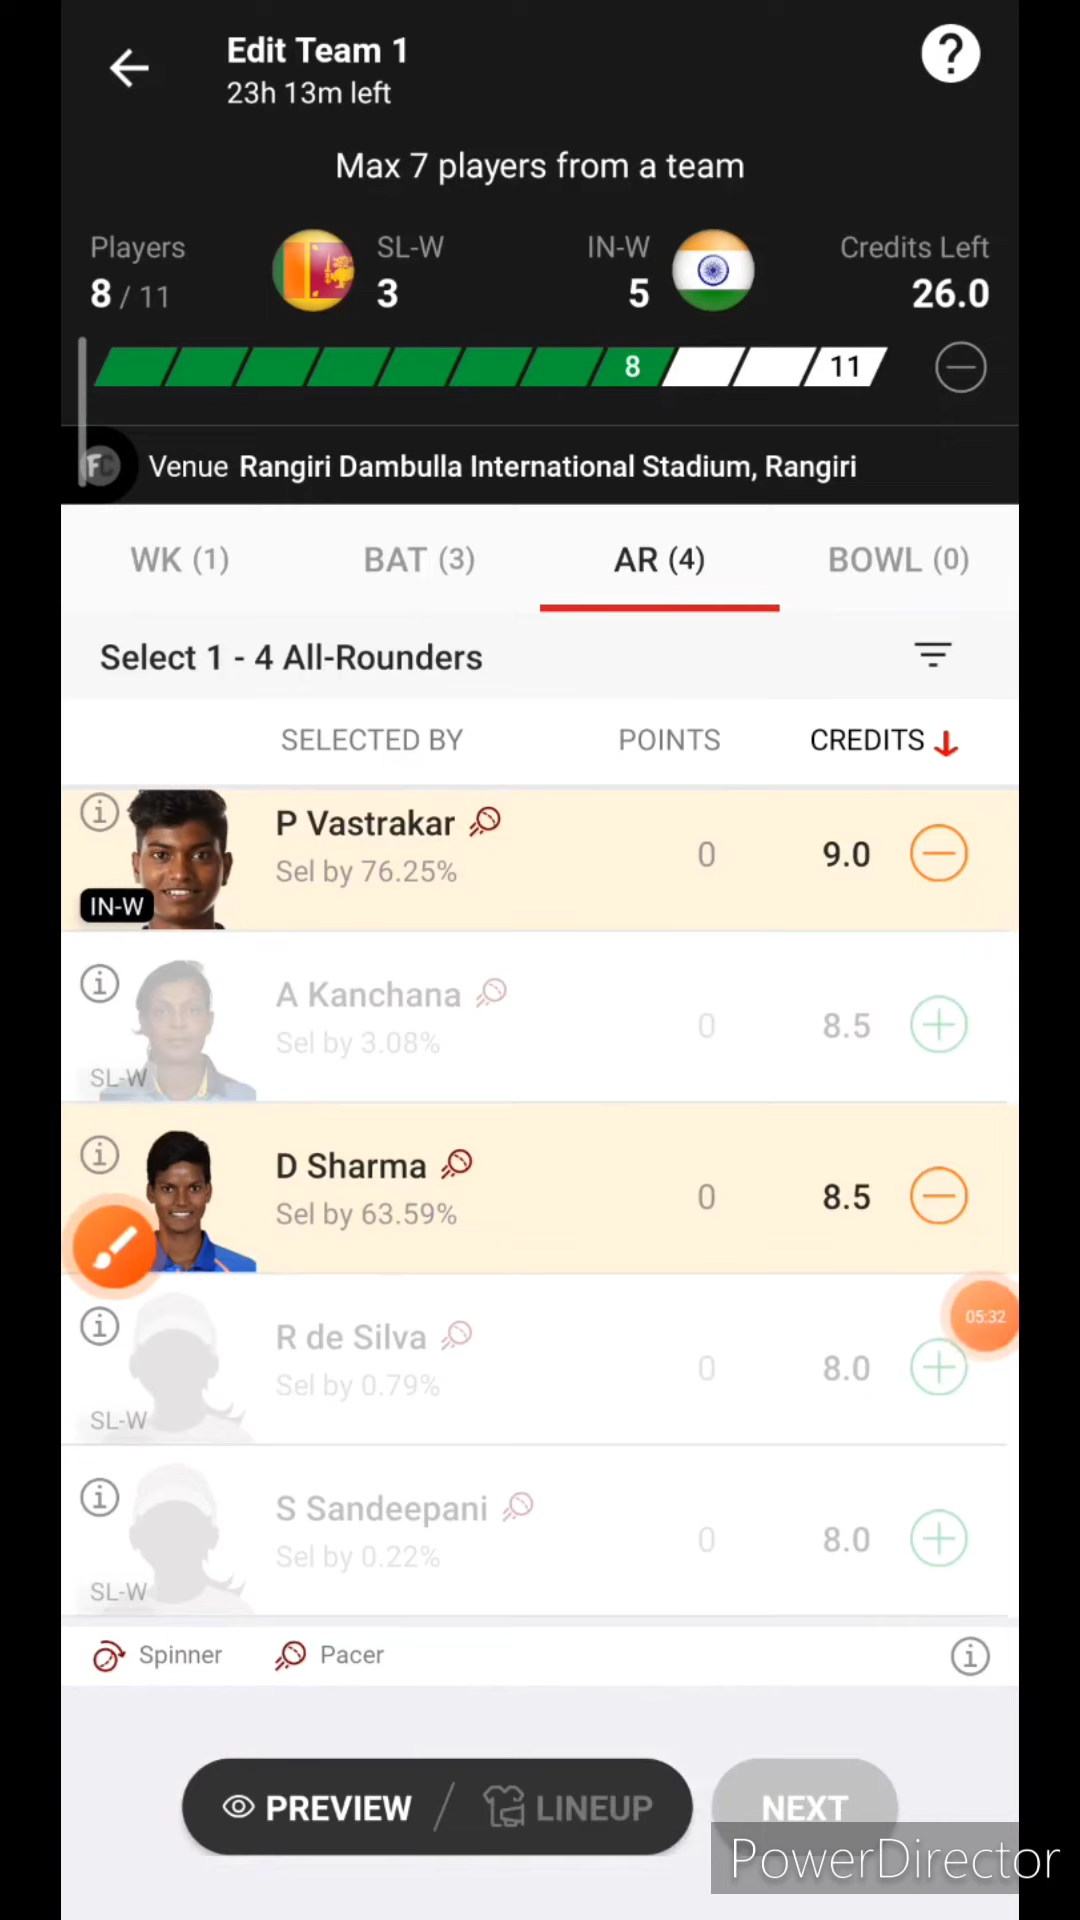 Edit Team 1
23h 13m left
?
Max 7 players from a team
Players SL-W IN-W Credits Left
8 / 11 3 5 26.0
8 11
FC Venue Rangiri Dambulla International Stadium, Rangiri
WK (1) BAT (3) AR (4) BOWL (0)
Select 1 - 4 All-Rounders
SELECTED BY POINTS CREDITS
P Vastrakar
Sel by 76.25% 0 9.0
IN-W
A Kanchana
Sel by 3.08% 0 8.5
SL-W
D Sharma
Sel by 63.59% 0 8.5
R de Silva
Sel by 0.79% 0 8.0
05:32
SL-W
S Sandeepani
Sel by 0.22% 0 8.0
SL-W
Spinner Pacer
PREVIEW / LINEUP NEXT
PowerDirector